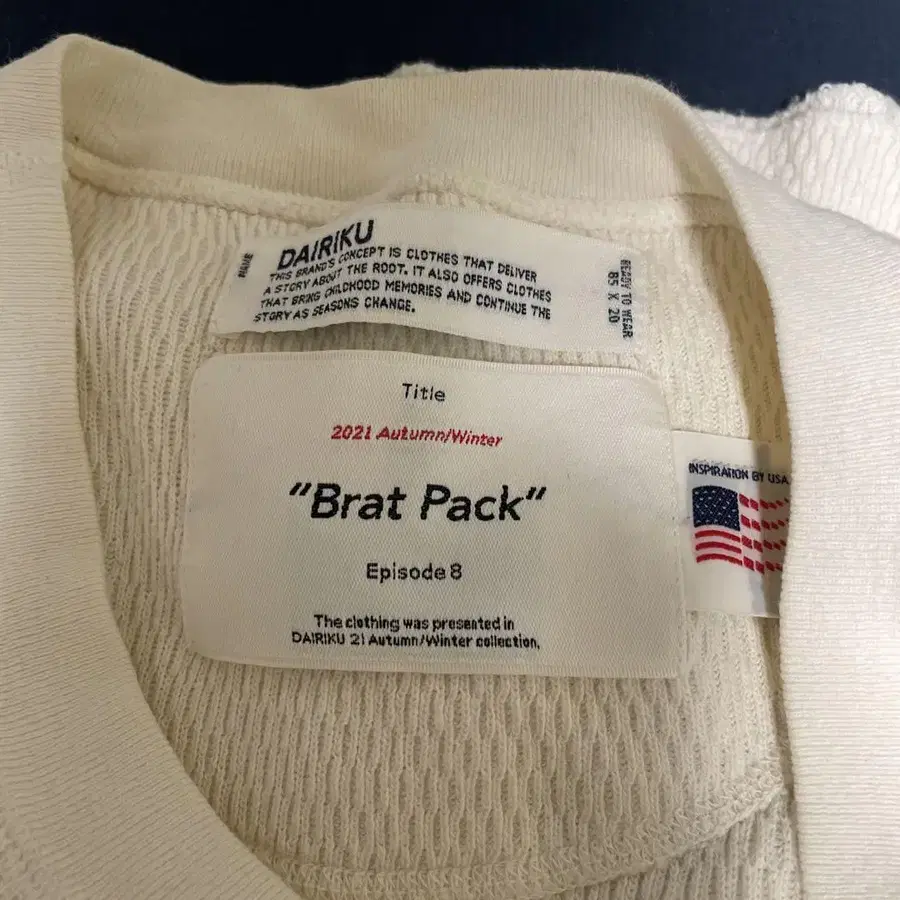 NAME
DAIRIKU
THIS BRAND'S CONCEPT IS CLOTHES THAT DELIVER
A STORY ABOUT THE ROOT. IT ALSO OFFERS CLOTHES
THAT BRING CHILDHOOD MEMORIES AND CONTINUE THE
STORY AS SEASONS CHANGE.
READY TO WEAR
85 X 20
Title
2021 Autumn/Winter
"Brat Pack"
Episode 8
The clothing was presented in
DAIRIKU 21 Autumn/Winter collection.
INSPIRATION BY USA